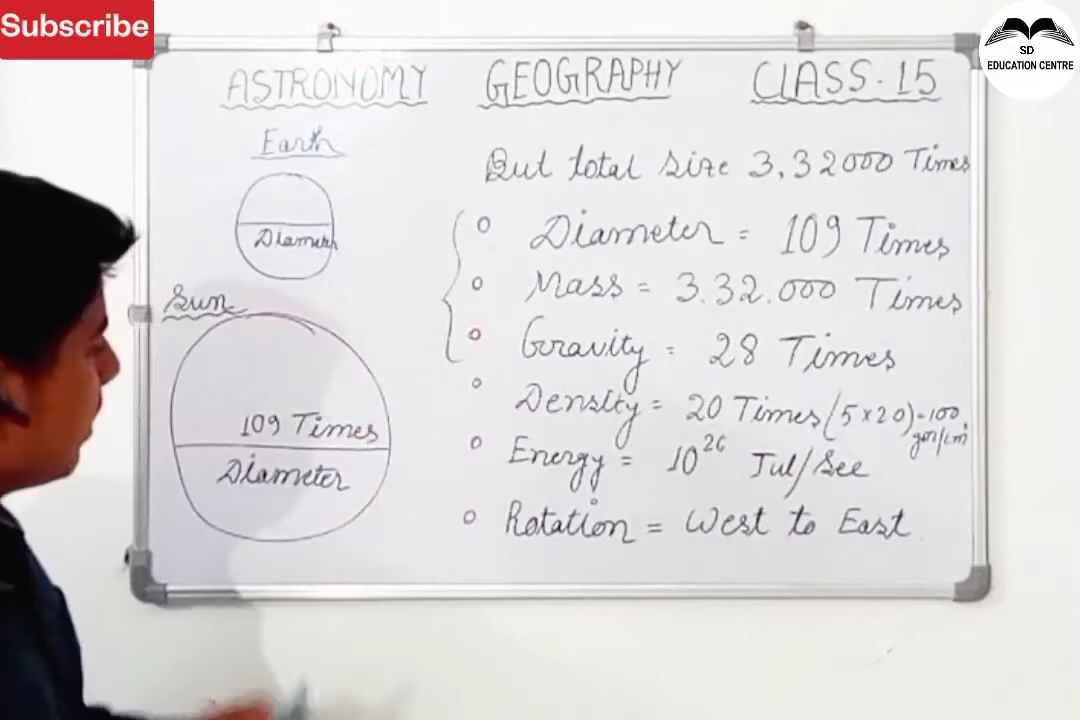 Subscribe
SD
EDUCATION CENTRE
ASTRONOMY GEOGRAPHY CLASS.15
Earth
Diameter
Sun
109 Times
Diameter
But total size 3,32000 Times
Diameter = 109 Times
Mass = 3.32.000 Times
Gravity = 28 Times
Density = 20 Times (5×20)=100
Energy = 10²⁶ Jul/See
Rotation = West to East